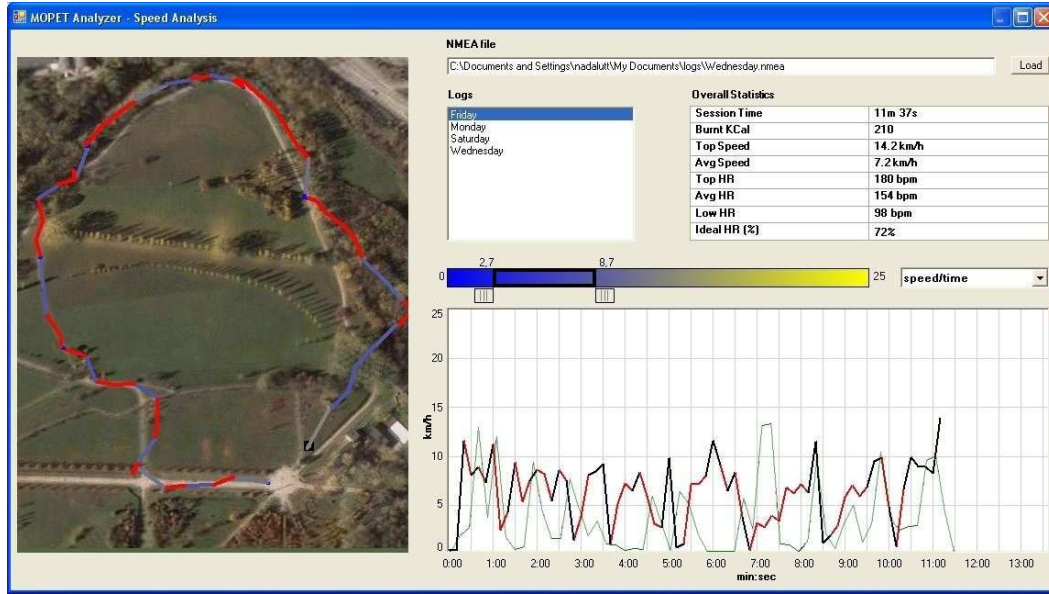 MOPET Analyzer - Speed Analysis
NMEA file
C:\Documents and Settings\nadalutt\My Documents\logs\Wednesday.nmea
Load
Logs
Friday
Monday
Saturday
Wednesday
Overall Statistics
Session Time 11m 37s
Burnt KCal 210
Top Speed 14.2 km/h
Avg Speed 7.2 km/h
Top HR 180 bpm
Avg HR 154 bpm
Low HR 98 bpm
Ideal HR (%) 72%
2,7 8,7
0 25 speed/time
25
20
15
10
5
0
km/h
0:00 1:00 2:00 3:00 4:00 5:00 6:00 7:00 8:00 9:00 10:00 11:00 12:00 13:00
min:sec